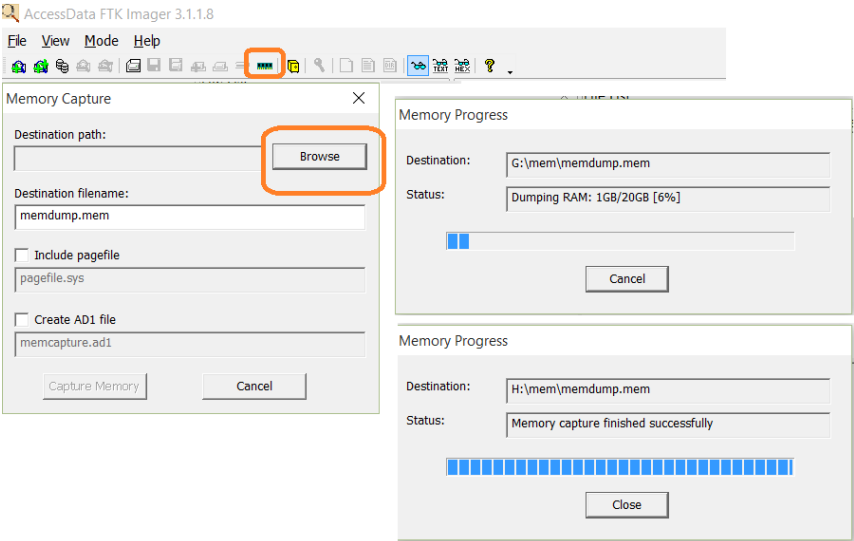 AccessData FTK Imager 3.1.1.8
File View Mode Help
TEXT HEX ?
Memory Capture
Destination path:
Browse
Destination filename:
memdump.mem
Include pagefile
pagefile.sys
Create AD1 file
memcapture.ad1
Capture Memory Cancel
Memory Progress
Destination: G:\mem\memdump.mem
Status: Dumping RAM: 1GB/20GB [6%]
Cancel
Memory Progress
Destination: H:\mem\memdump.mem
Status: Memory capture finished successfully
Close